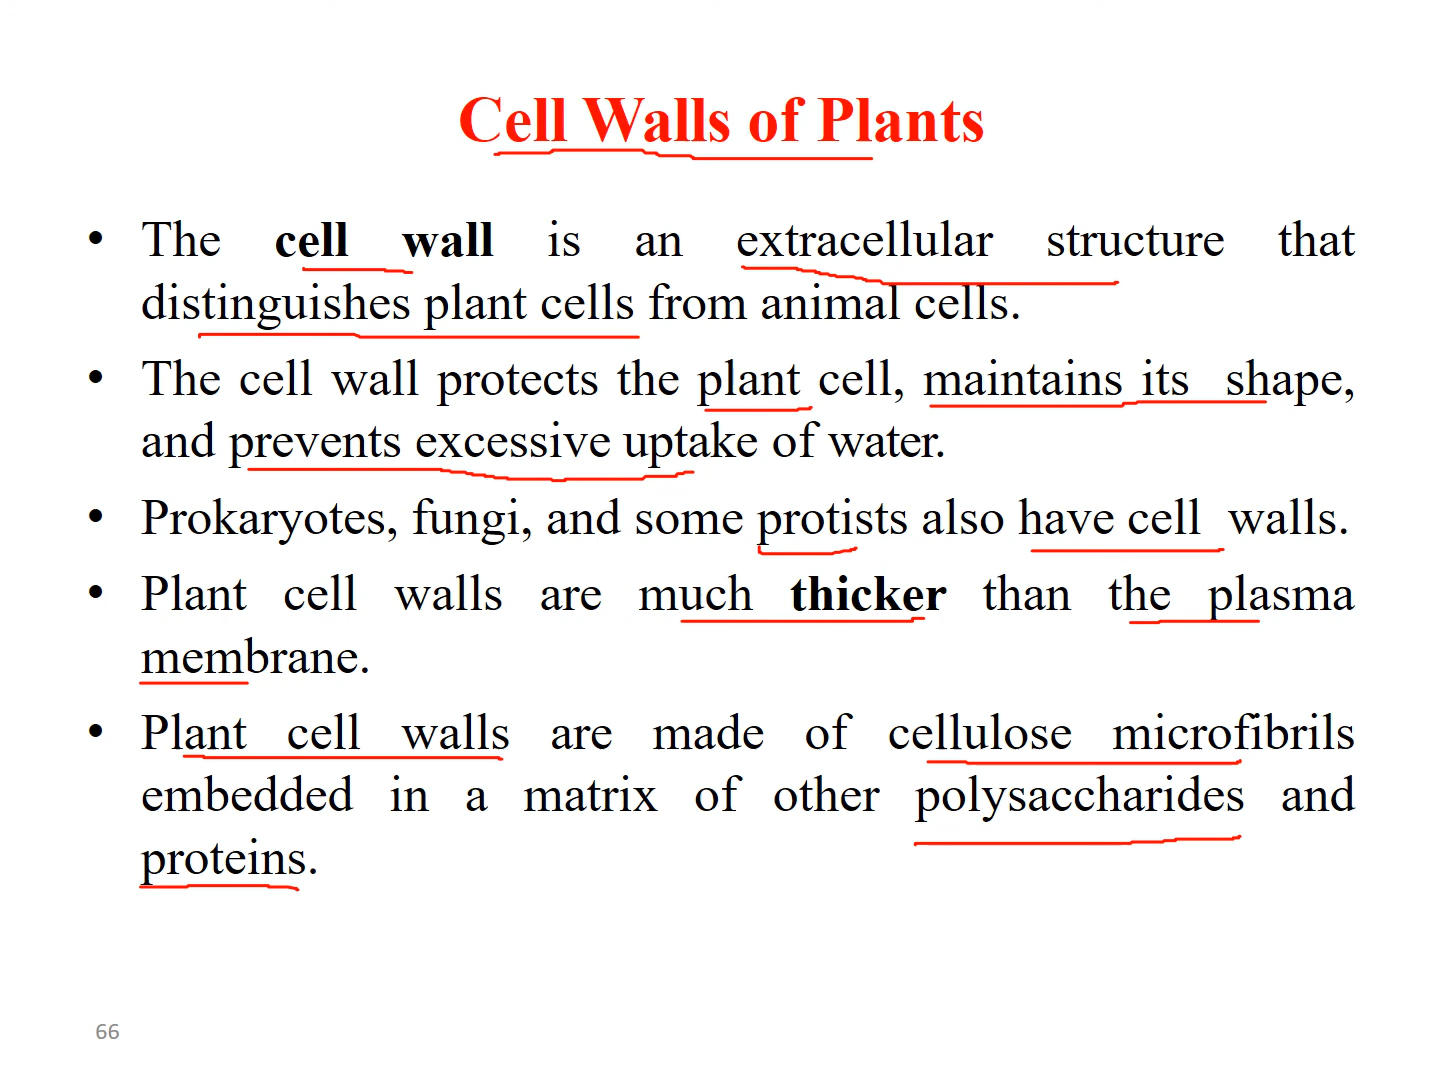 Cell Walls of Plants
• The cell wall is an extracellular structure that
distinguishes plant cells from animal cells.
• The cell wall protects the plant cell, maintains its shape,
and prevents excessive uptake of water.
• Prokaryotes, fungi, and some protists also have cell walls.
• Plant cell walls are much thicker than the plasma
membrane.
• Plant cell walls are made of cellulose microfibrils
embedded in a matrix of other polysaccharides and
proteins.
66